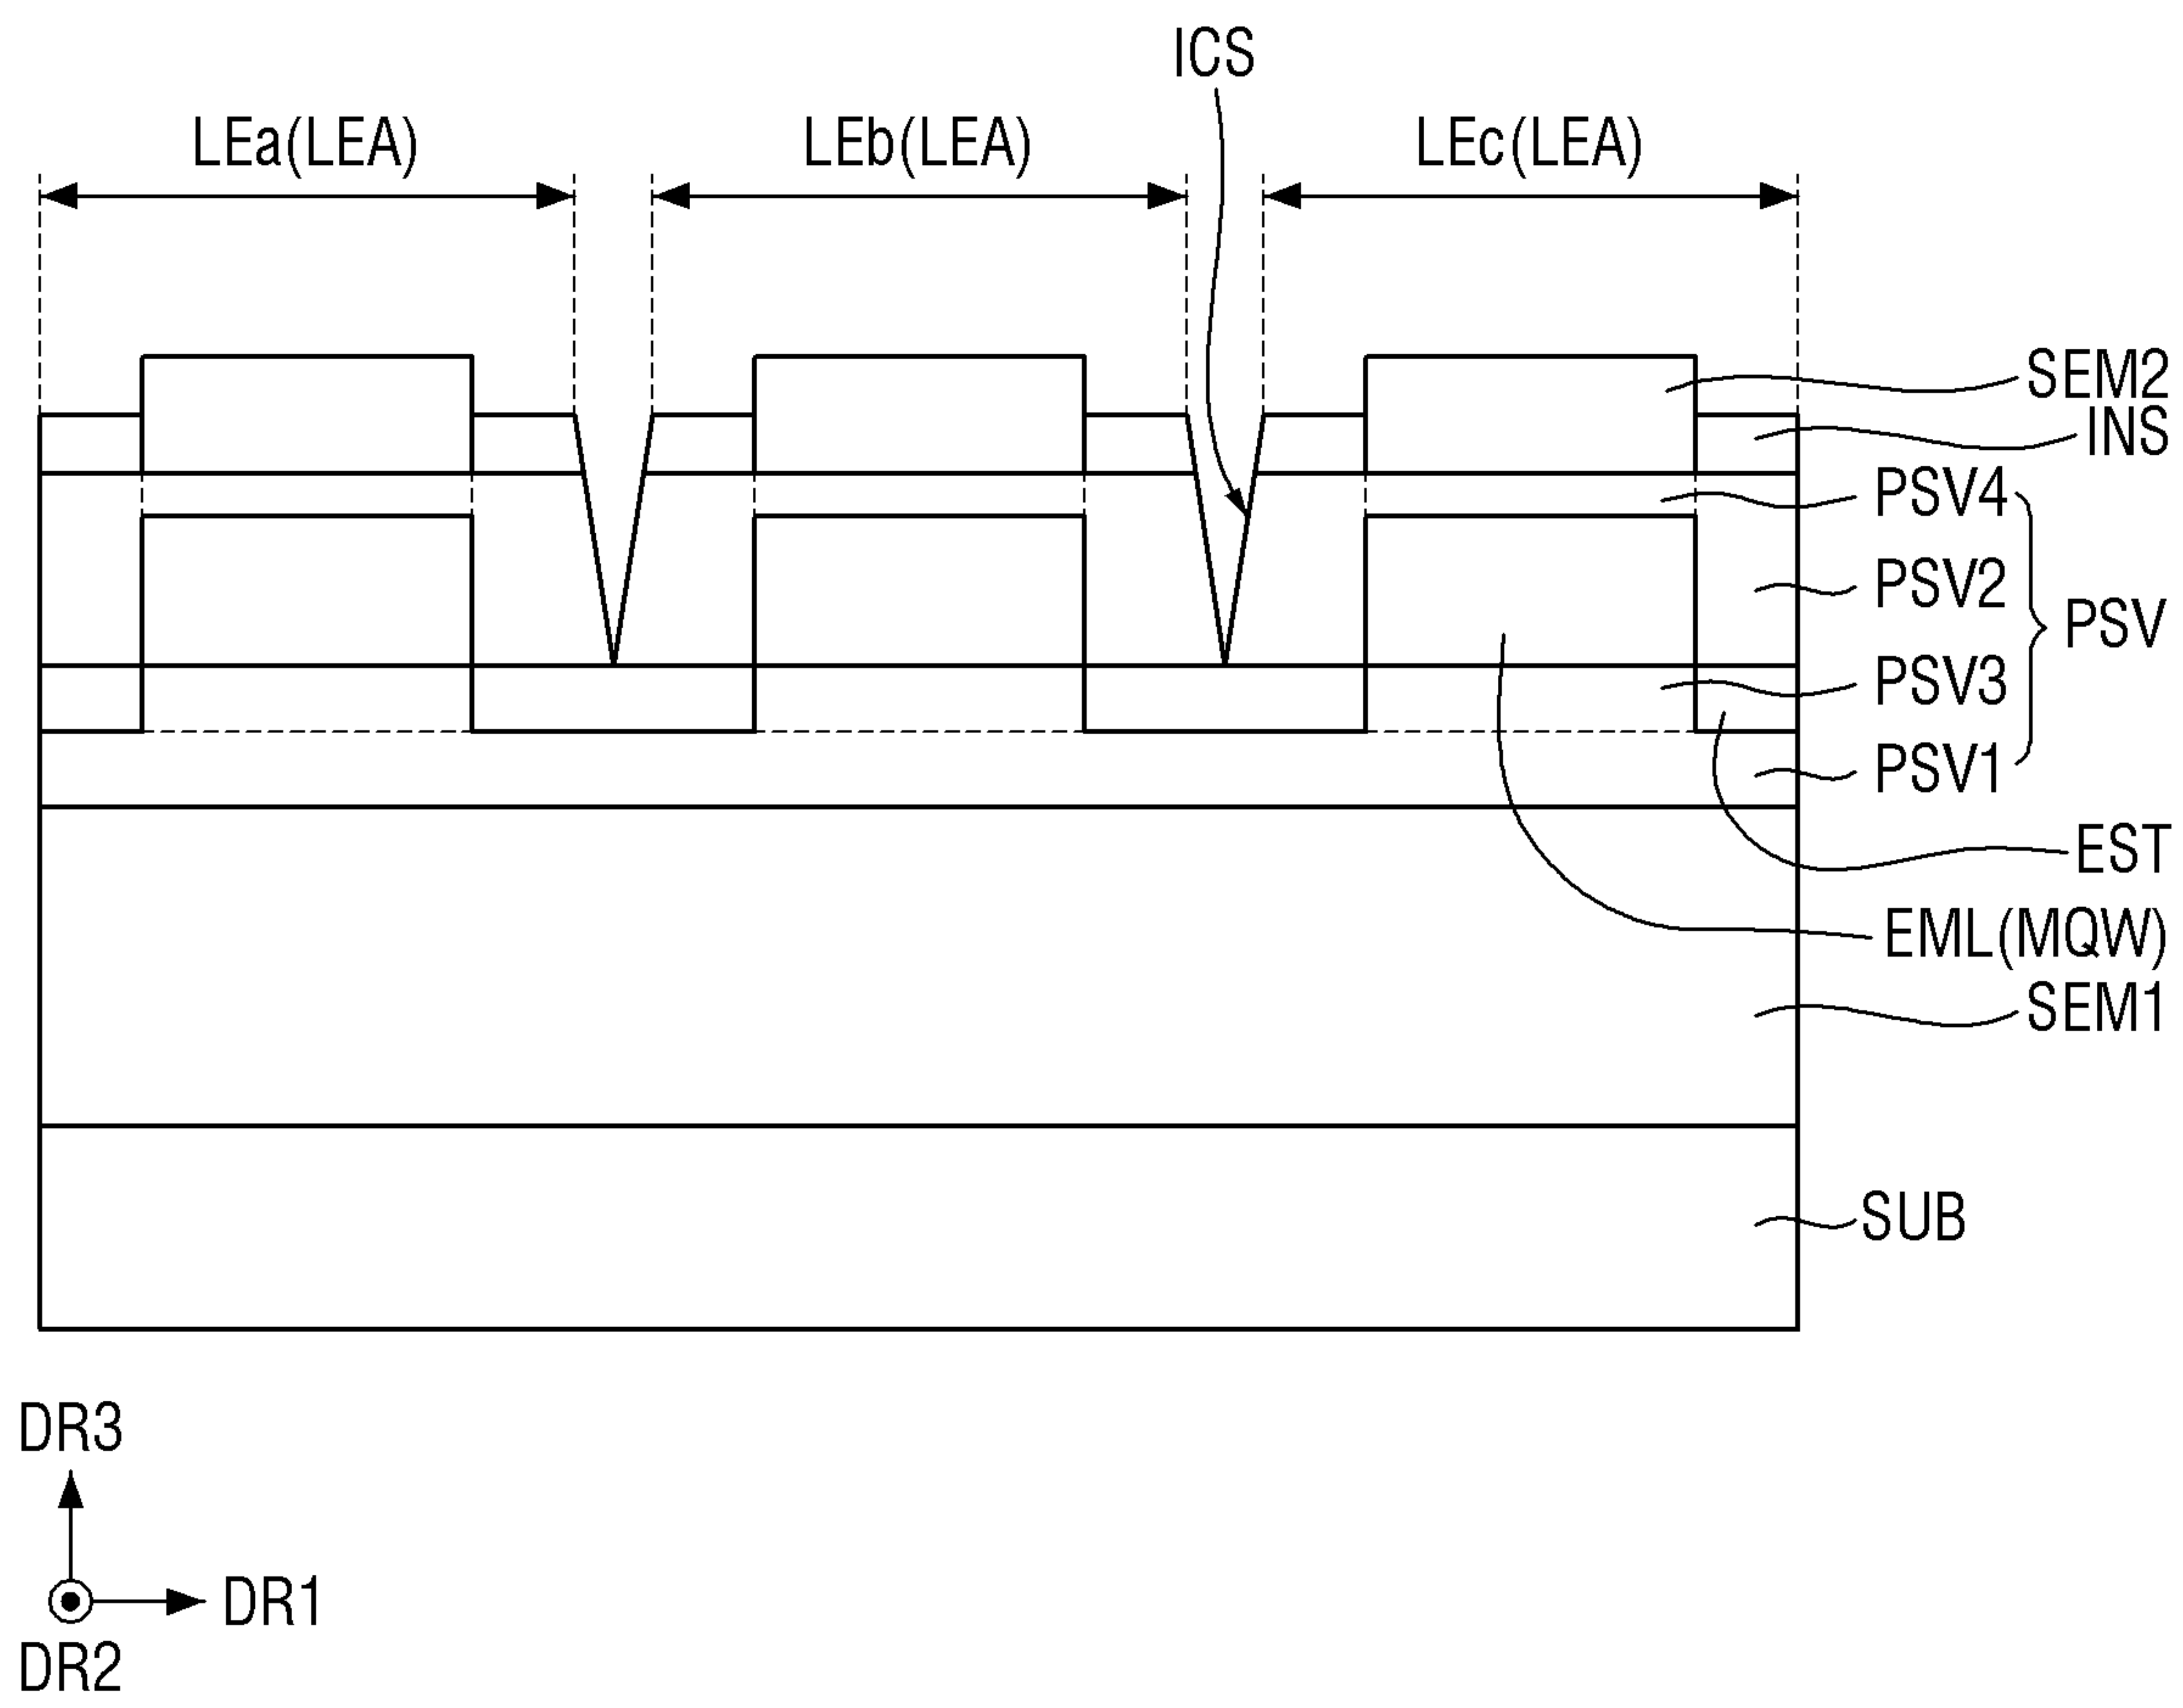 ICS
LEa(LEA) LEb(LEA) LEc(LEA)
SEM2
INS
PSV4
PSV2
PSV
PSV3
PSV1
EST
EML(MQW)
SEM1
SUB
DR3
DR1
DR2